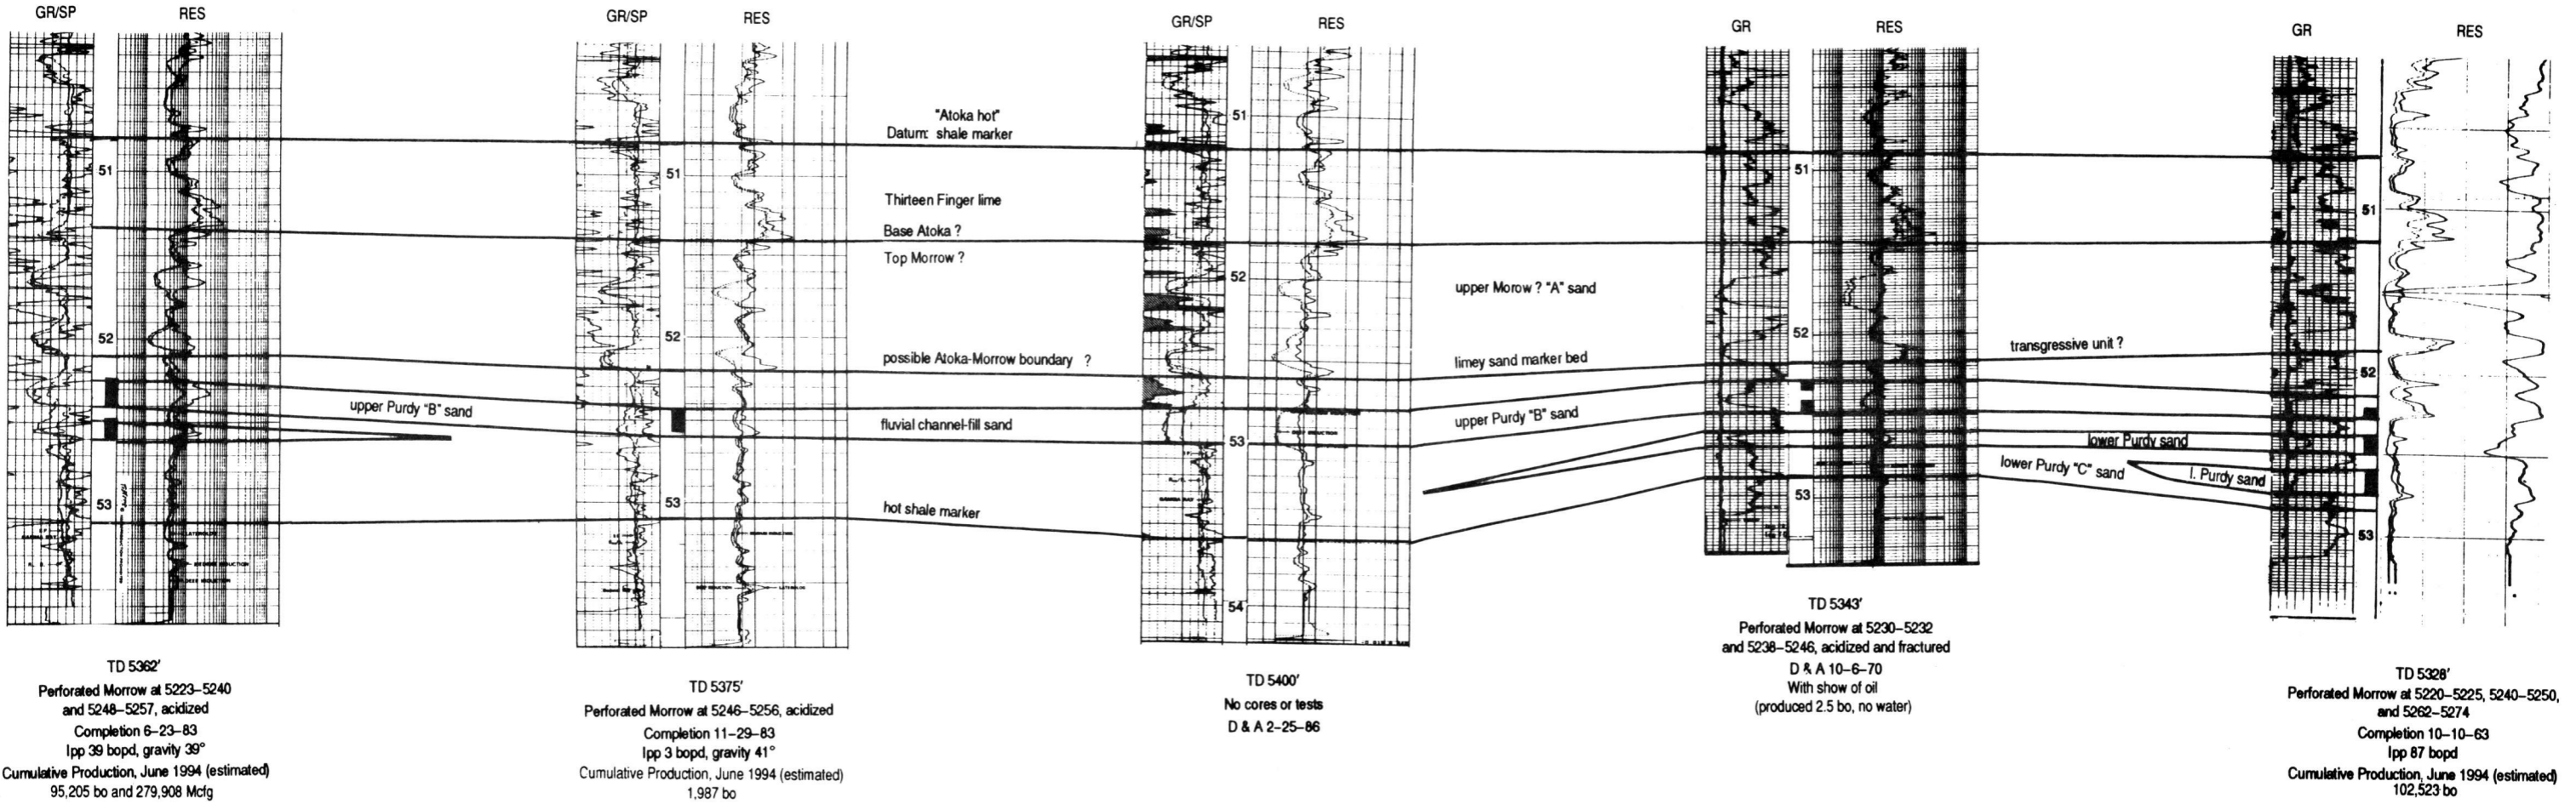 GR/SP
RES
GR/SP
RES
GR/SP
RES
GR
RES
GR
RES
51
52
53
51
52
53
51
52
53
54
51
52
53
51
52
53
"Atoka hot"
Datum: shale marker
Thirteen Finger lime
Base Atoka ?
Top Morrow ?
possible Atoka-Morrow boundary ?
upper Purdy "B" sand
fluvial channel-fill sand
hot shale marker
upper Morow ? "A" sand
limey sand marker bed
upper Purdy "B" sand
transgressive unit ?
lower Purdy sand
lower Purdy "C" sand
l. Purdy sand
TD 5362'
Perforated Morrow at 5223–5240
and 5248–5257, acidized
Completion 6–23–83
Ipp 39 bopd, gravity 39°
Cumulative Production, June 1994 (estimated)
95,205 bo and 279,908 Mcfg
TD 5375'
Perforated Morrow at 5246–5256, acidized
Completion 11–29–83
Ipp 3 bopd, gravity 41°
Cumulative Production, June 1994 (estimated)
1,987 bo
TD 5400'
No cores or tests
D & A 2–25–86
TD 5343'
Perforated Morrow at 5230–5232
and 5238–5246, acidized and fractured
D & A 10–6–70
With show of oil
(produced 2.5 bo, no water)
TD 5328'
Perforated Morrow at 5220–5225, 5240–5250,
and 5262–5274
Completion 10–10–63
Ipp 87 bopd
Cumulative Production, June 1994 (estimated)
102,523 bo